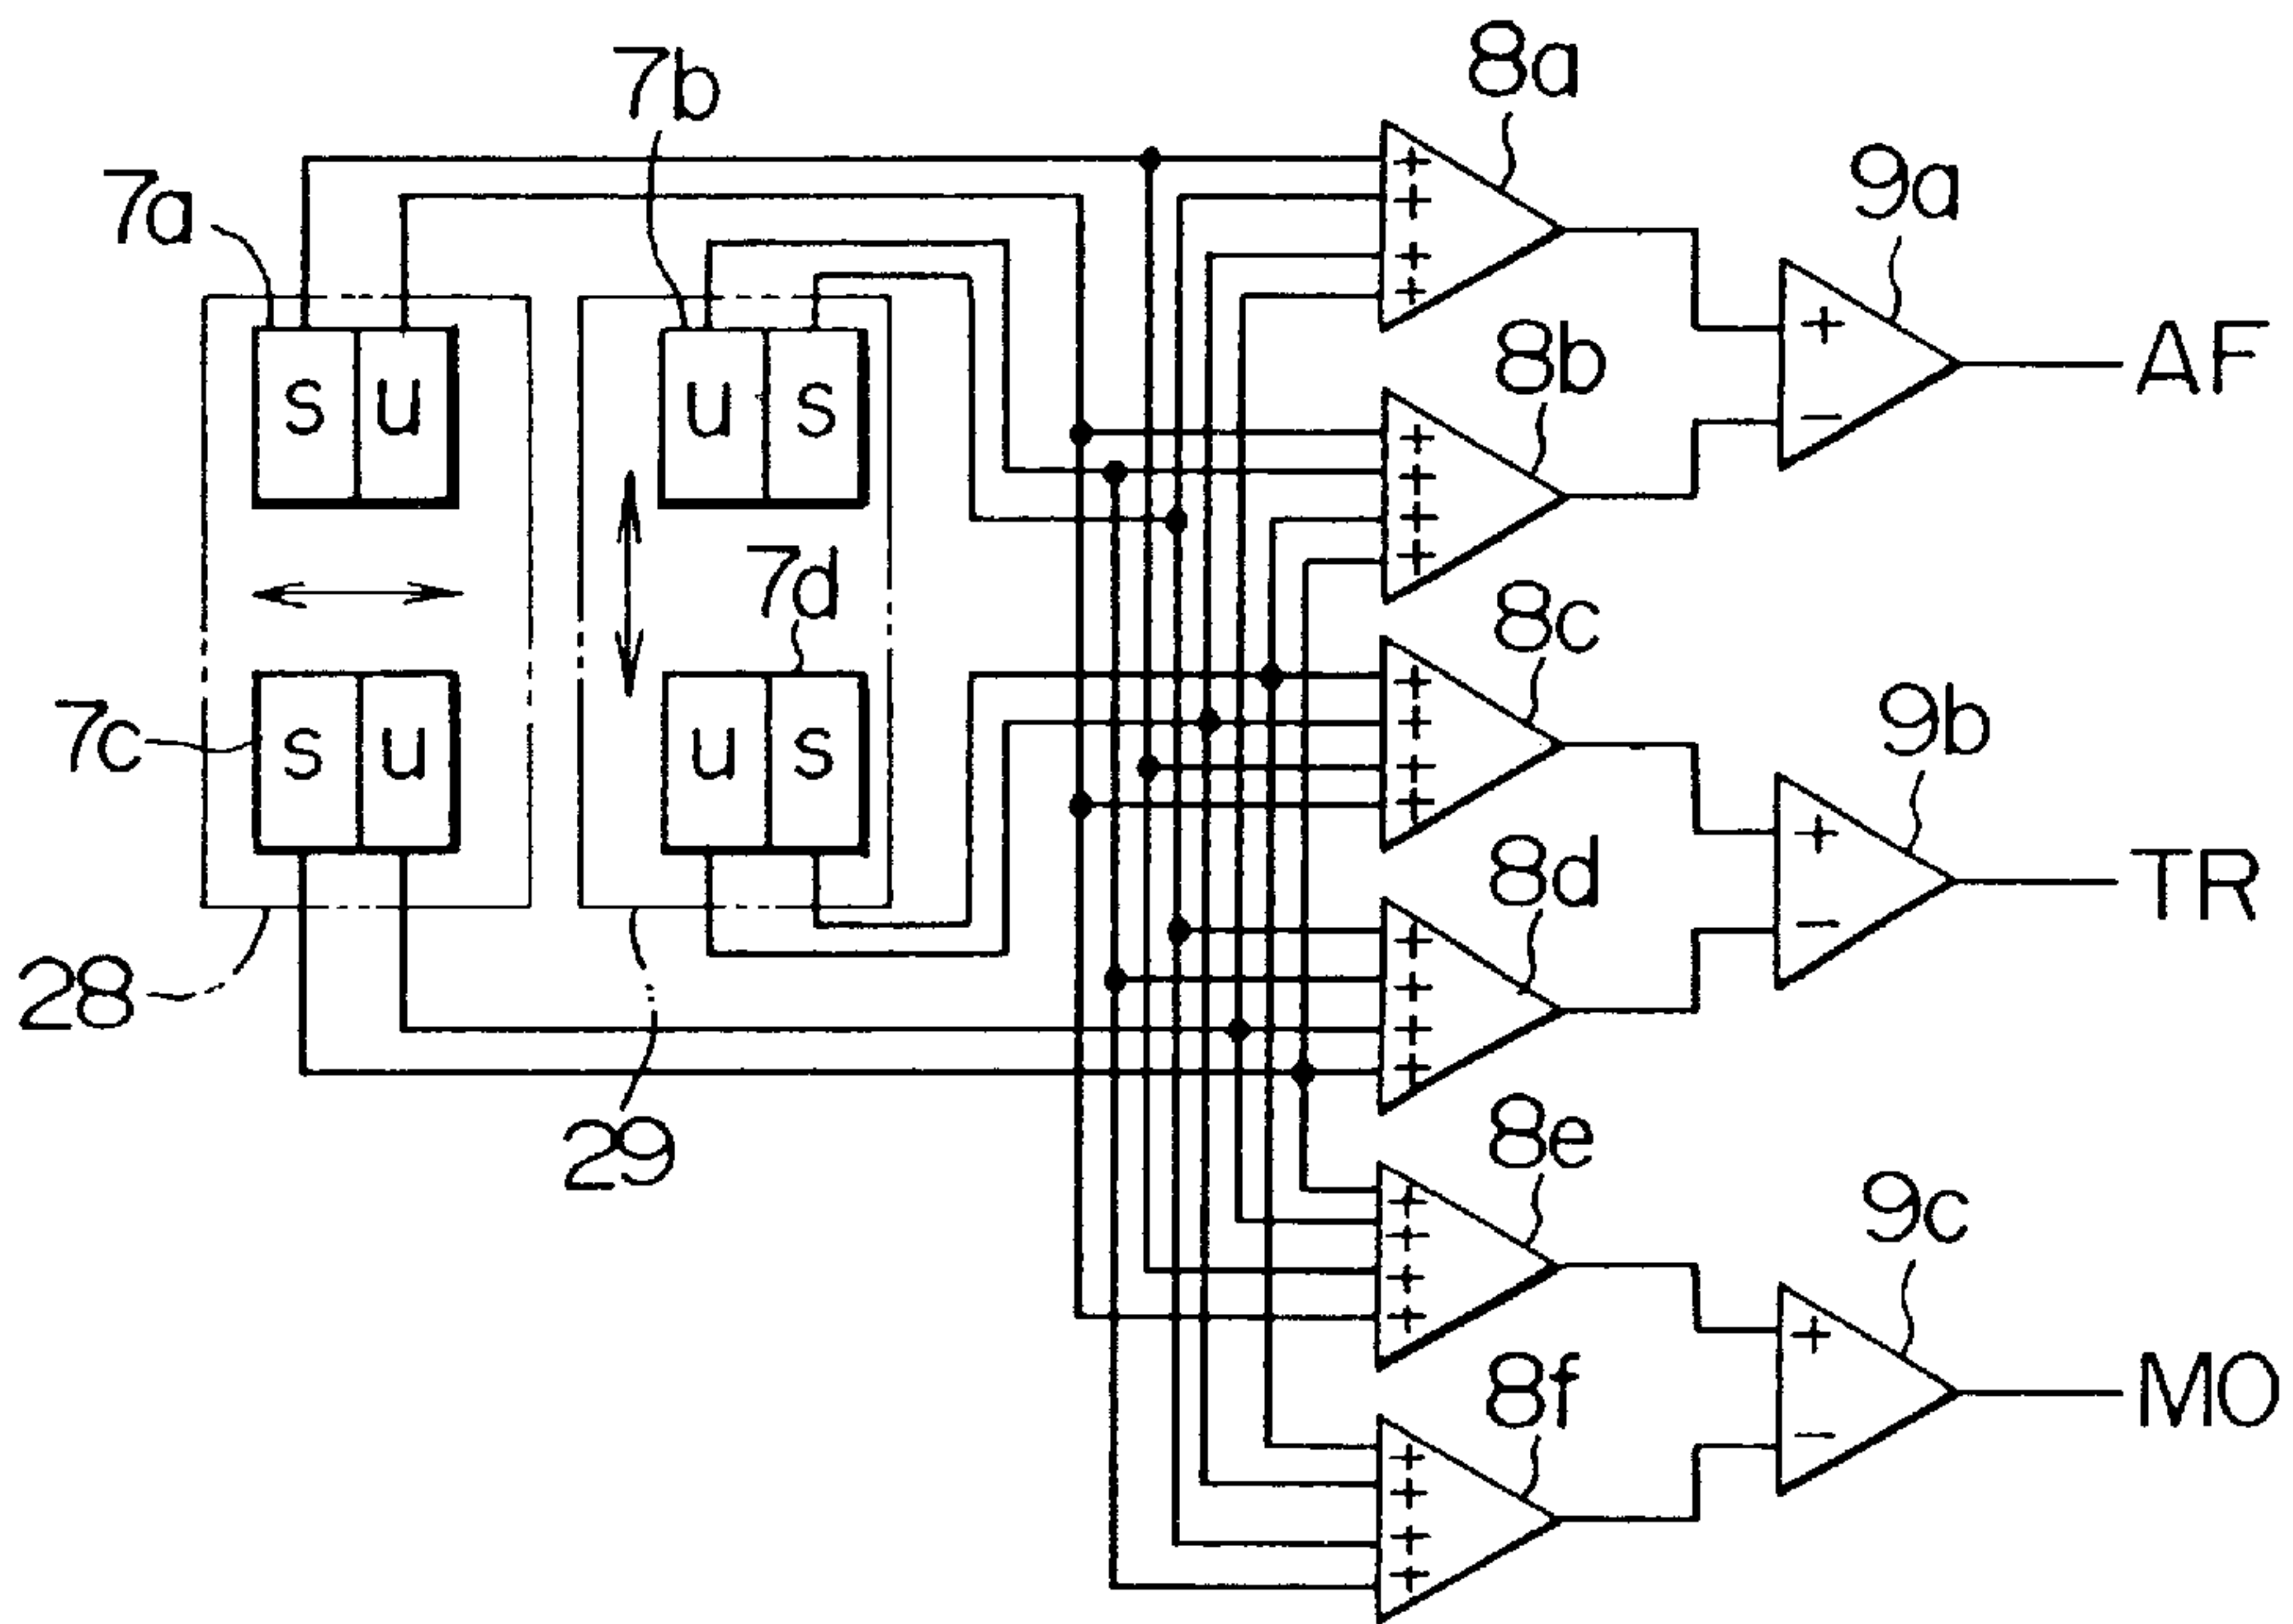 7a
7b
s u
u s
7c
7d
s u
u s
28
29
8a
+
+
+
+
8b
+
+
+
+
8c
+
+
+
+
8d
+
+
+
+
8e
+
+
+
+
8f
+
+
+
+
9a
+
−
AF
9b
+
−
TR
9c
+
−
MO